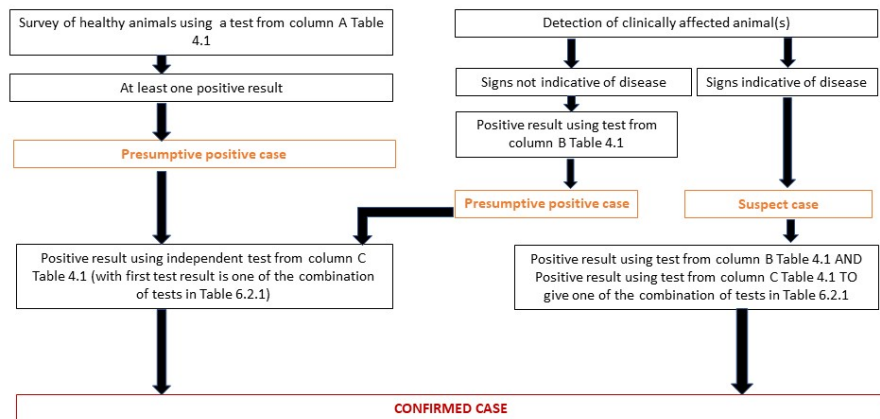 Survey of healthy animals using a test from column A Table
4.1
Detection of clinically affected animal(s)
At least one positive result
Signs not indicative of disease
Signs indicative of disease
Positive result using test from
column B Table 4.1
Presumptive positive case
Presumptive positive case
Suspect case
Positive result using independent test from column C
Table 4.1 (with first test result is one of the combination
of tests in Table 6.2.1)
Positive result using test from column B Table 4.1 AND
Positive result using test from column C Table 4.1 TO
give one of the combination of tests in Table 6.2.1
CONFIRMED CASE